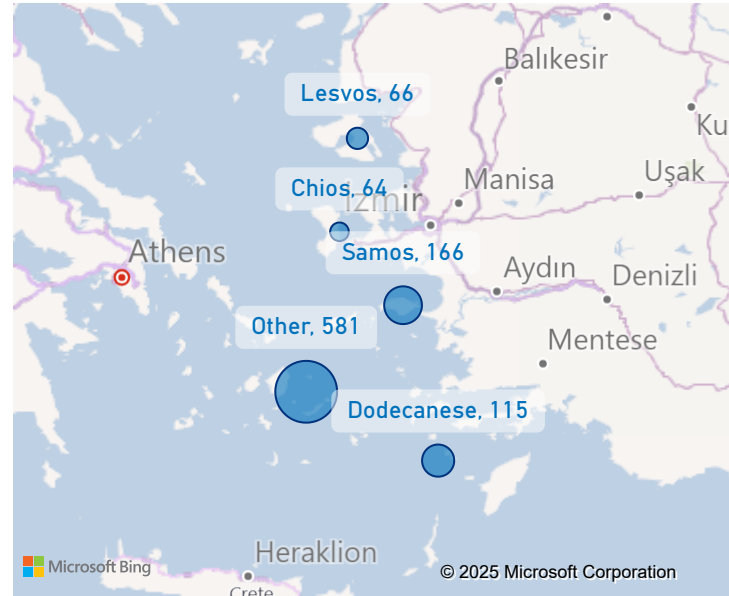 Balıkesir
Lesvos, 66
Ku
Uşak
Manisa
Chios, 64
Izmir
Athens
Samos, 166
Aydın
Denizli
Other, 581
Mentese
Dodecanese, 115
Heraklion
Microsoft Bing
© 2025 Microsoft Corporation
Crete